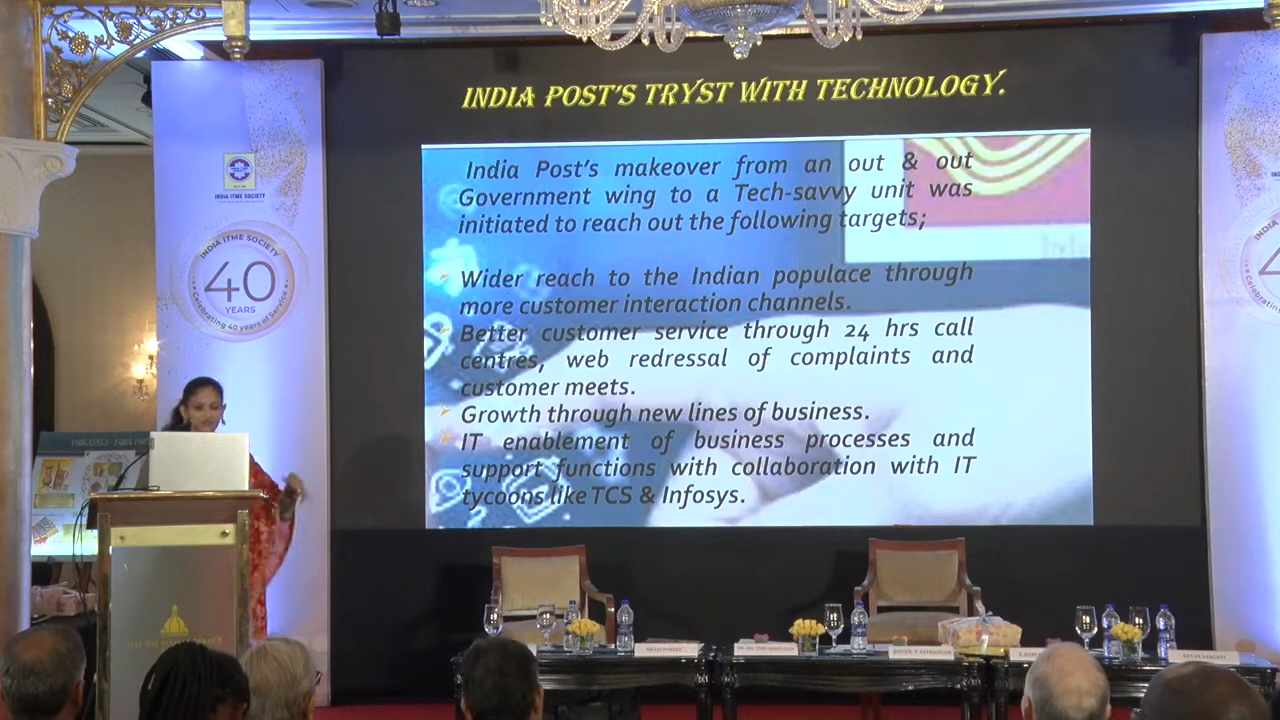 INDIA POST'S TRYST WITH TECHNOLOGY.
India Post's makeover from an out & out
Government wing to a Tech-savvy unit was
initiated to reach out the following targets;
Wider reach to the Indian populace through
more customer interaction channels.
Better customer service through 24 hrs call
centres, web redressal of complaints and
customer meets.
Growth through new lines of business.
IT enablement of business processes and
support functions with collaboration with IT
tycoons like TCS & Infosys.
INDIA ITME SOCIETY
INDIA ITME SOCIETY
40
YEARS
Celebrating 40 years of Service